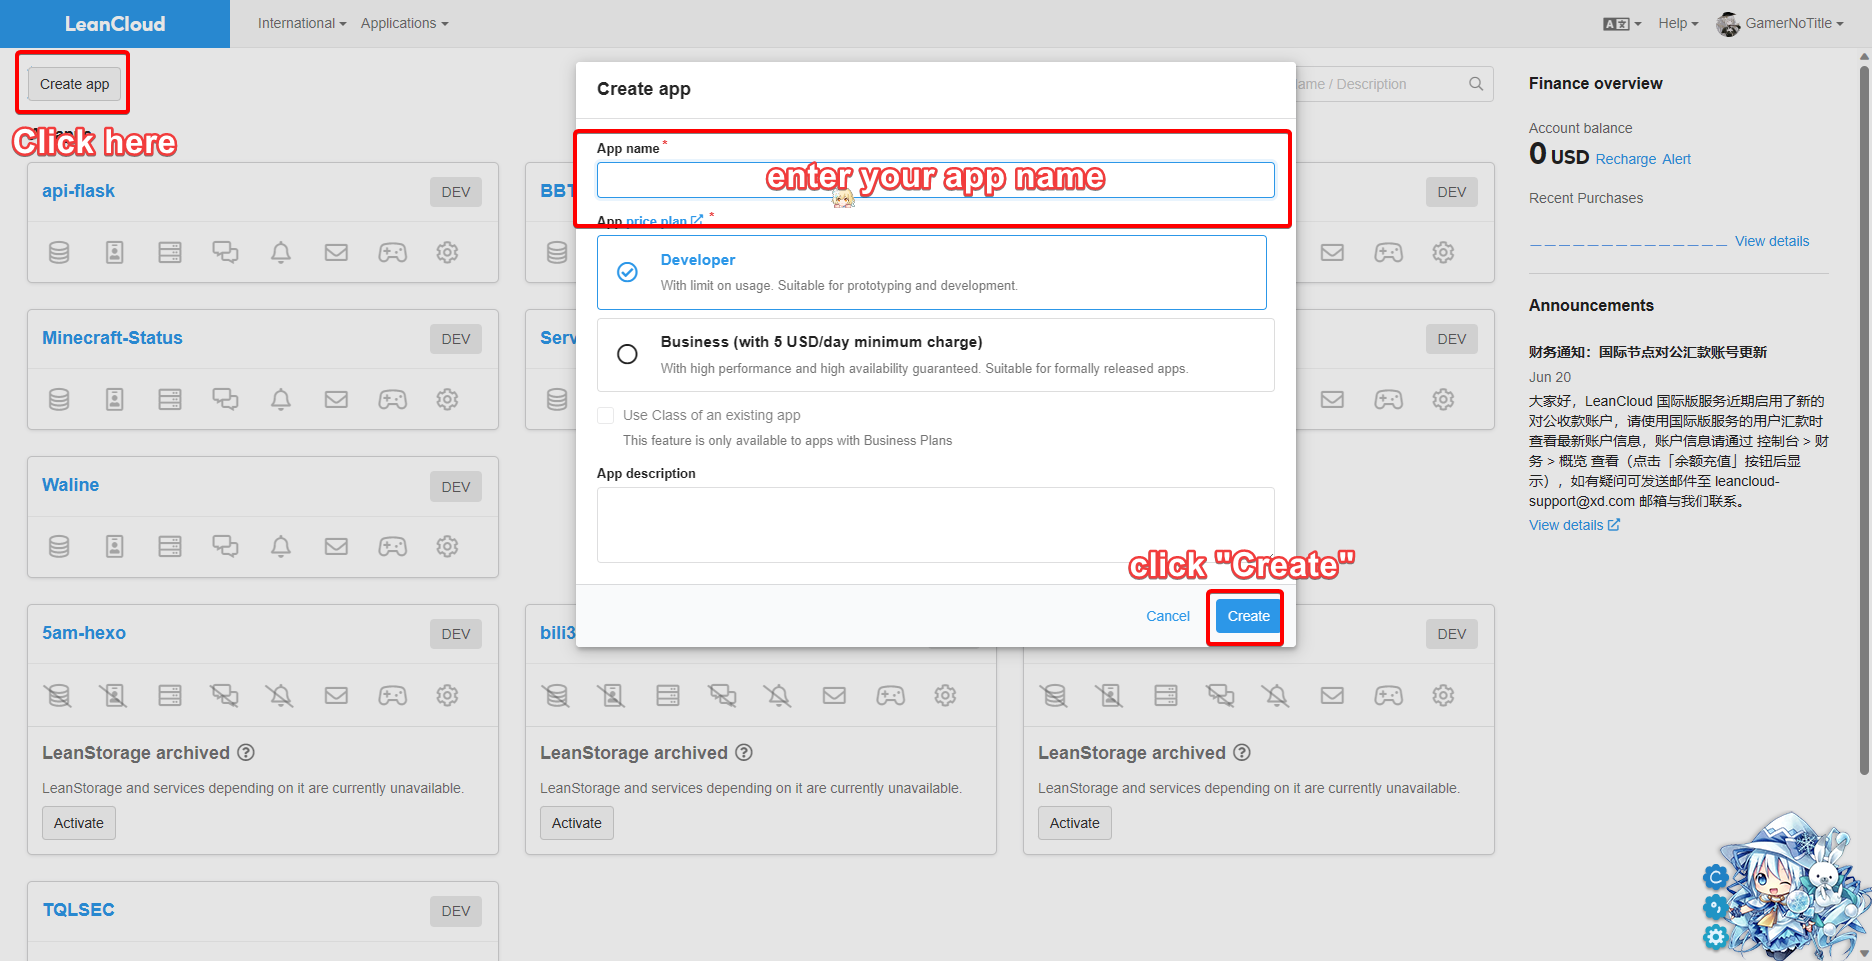 LeanCloud
International
Applications
Help
GamerNoTitle
Create app
Click here
api-flask
DEV
BBT
DEV
Minecraft-Status
DEV
Serv
DEV
Waline
DEV
5am-hexo
DEV
bili3
DEV
LeanStorage archived
LeanStorage and services depending on it are currently unavailable.
Activate
LeanStorage archived
LeanStorage and services depending on it are currently unavailable.
Activate
LeanStorage archived
LeanStorage and services depending on it are currently unavailable.
Activate
TQLSEC
DEV
Create app
App name *
enter your app name
App price plan *
Developer
With limit on usage. Suitable for prototyping and development.
Business (with 5 USD/day minimum charge)
With high performance and high availability guaranteed. Suitable for formally released apps.
Use Class of an existing app
This feature is only available to apps with Business Plans
App description
click "Create"
Cancel
Create
/ Description
Finance overview
Account balance
0 USD Recharge Alert
Recent Purchases
View details
Announcements
财务通知：国际节点对公汇款账号更新
Jun 20
大家好，LeanCloud 国际版服务近期启用了新的
对公收款账户，请使用国际版服务的用户汇款时
查看最新账户信息，账户信息请通过 控制台 > 财
务 > 概览 查看（点击「余额充值」按钮后显
示），如有疑问可发送邮件至 leancloud-
support@xd.com 邮箱与我们联系。
View details